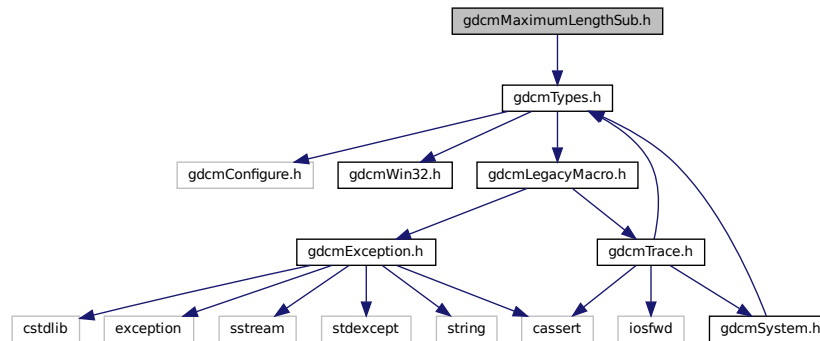 gdcmMaximumLengthSub.h
gdcmTypes.h
gdcmConfigure.h
gdcmWin32.h
gdcmLegacyMacro.h
gdcmException.h
gdcmTrace.h
cstdlib
exception
sstream
stdexcept
string
cassert
iosfwd
gdcmSystem.h